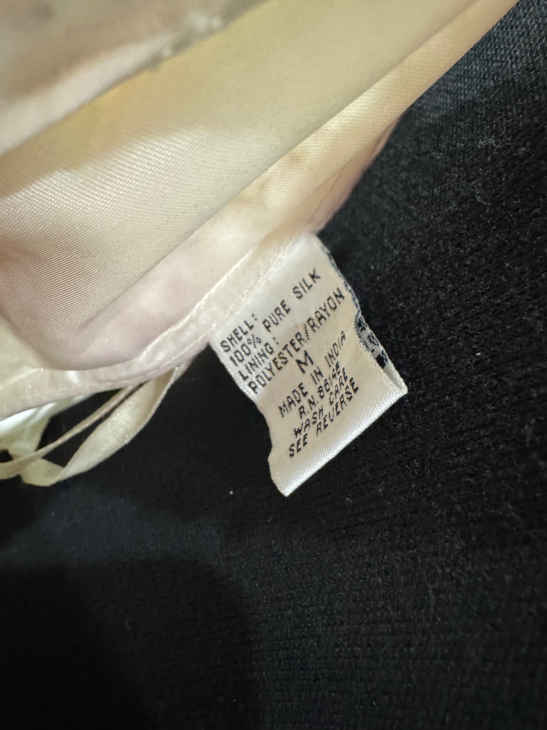 SHELL:
100% PURE SILK
LINING:
POLYESTER/RAYON
M
MADE IN INDIA
R.N.
WASH CARE
SEE REVERSE